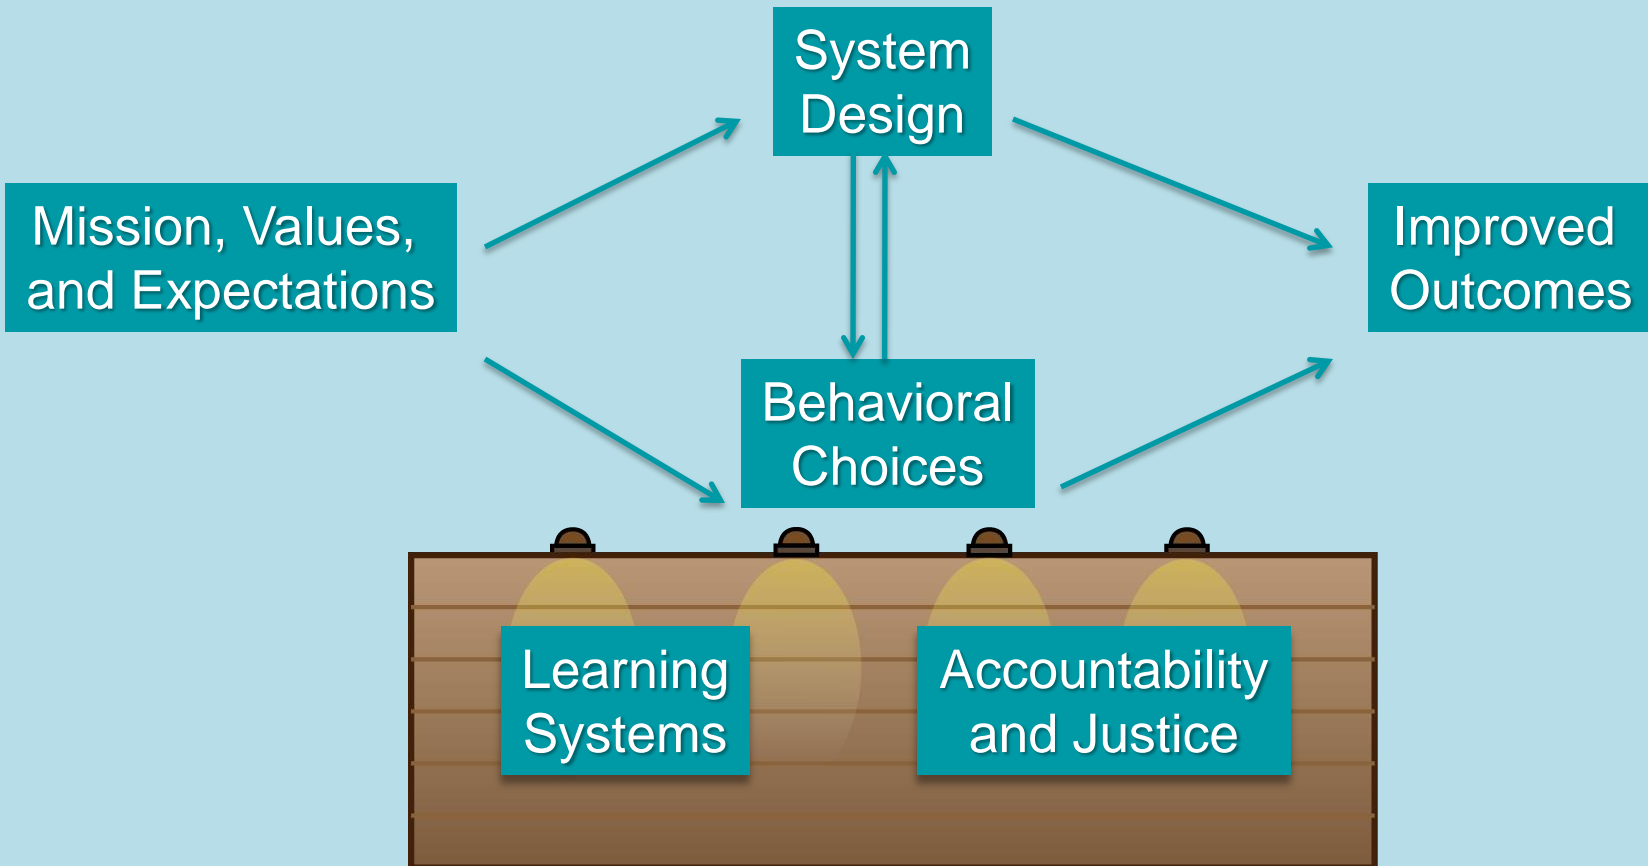 System
Design
Mission, Values,
and Expectations
Improved
Outcomes
Behavioral
Choices
Learning
Systems
Accountability
and Justice